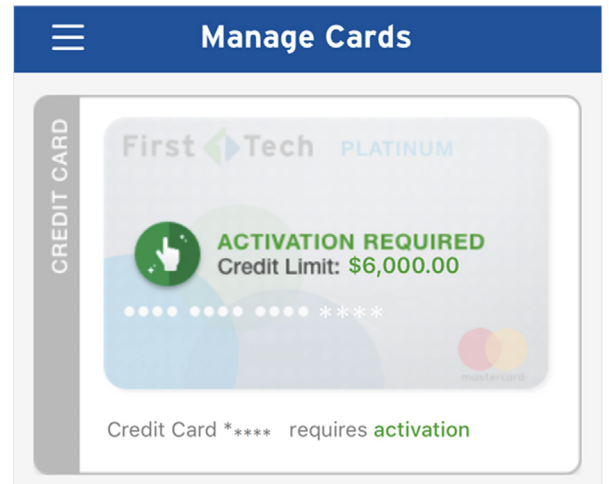 Manage Cards
CREDIT CARD
First Tech PLATINUM
ACTIVATION REQUIRED
Credit Limit: $6,000.00
•••• •••• •••• ****
mastercard
Credit Card ***** requires activation